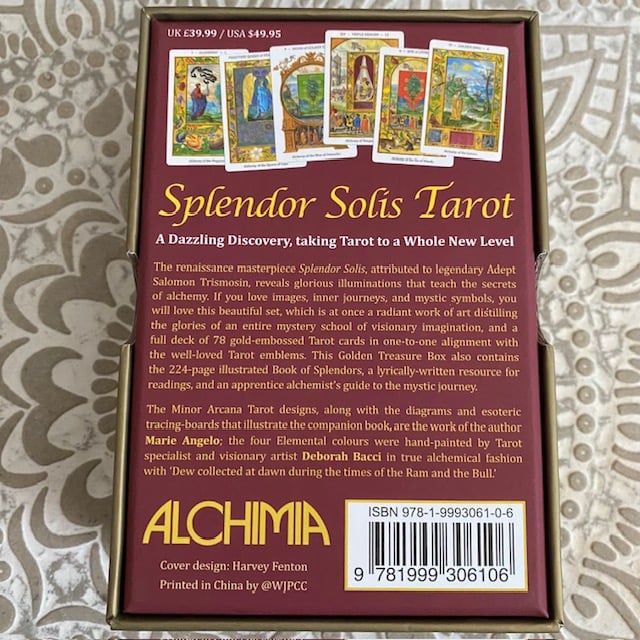 UK £39.99 / USA $49.95
Splendor Solis Tarot
A Dazzling Discovery, taking Tarot to a Whole New Level
The renaissance masterpiece Splendor Solis, attributed to legendary Adept
Salomon Trismosin, reveals glorious illuminations that teach the secrets
of alchemy. If you love images, inner journeys, and mystic symbols, you
will love this beautiful set, which is at once a radiant work of art distilling
the glories of an entire mystery school of visionary imagination, and a
full deck of 78 gold-embossed Tarot cards in one-to-one alignment with
the well-loved Tarot emblems. This Golden Treasure Box also contains
the 224-page illustrated Book of Splendors, a lyrically-written resource for
readings, and an apprentice alchemist's guide to the mystic journey.
The Minor Arcana Tarot designs, along with the diagrams and esoteric
tracing-boards that illustrate the companion book, are the work of the author
Marie Angelo; the four Elemental colours were hand-painted by Tarot
specialist and visionary artist Deborah Bacci in true alchemical fashion
with 'Dew collected at dawn during the times of the Ram and the Bull.'
ALCHIMIA
Cover design: Harvey Fenton
Printed in China by @WJPCC
ISBN 978-1-9993061-0-6
9 781999 306106